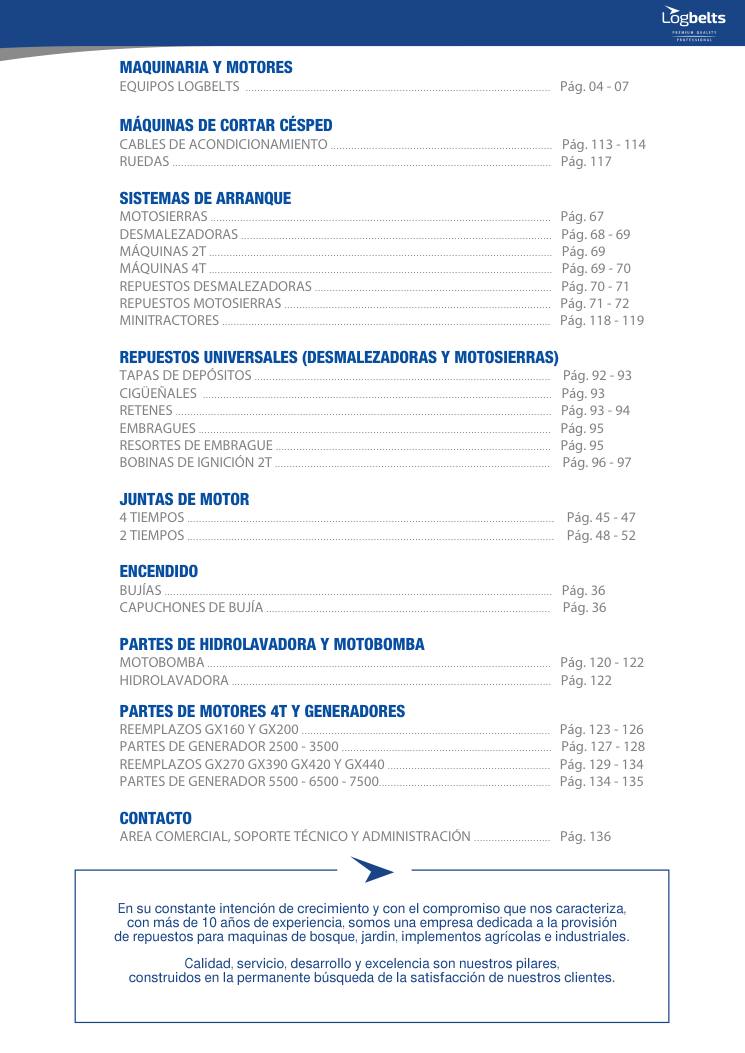 Logbelts
PREMIUM QUALITY
PROFESSIONAL
MAQUINARIA Y MOTORES
EQUIPOS LOGBELTS ........ Pág. 04 - 07
MÁQUINAS DE CORTAR CÉSPED
CABLES DE ACONDICIONAMIENTO ........ Pág. 113 - 114
RUEDAS ........ Pág. 117
SISTEMAS DE ARRANQUE
MOTOSIERRAS ........ Pág. 67
DESMALEZADORAS ........ Pág. 68 - 69
MÁQUINAS 2T ........ Pág. 69
MÁQUINAS 4T ........ Pág. 69 - 70
REPUESTOS DESMALEZADORAS ........ Pág. 70 - 71
REPUESTOS MOTOSIERRAS ........ Pág. 71 - 72
MINITRACTORES ........ Pág. 118 - 119
REPUESTOS UNIVERSALES (DESMALEZADORAS Y MOTOSIERRAS)
TAPAS DE DEPÓSITOS ........ Pág. 92 - 93
CIGÜEÑALES ........ Pág. 93
RETENES ........ Pág. 93 - 94
EMBRAGUES ........ Pág. 95
RESORTES DE EMBRAGUE ........ Pág. 95
BOBINAS DE IGNICIÓN 2T ........ Pág. 96 - 97
JUNTAS DE MOTOR
4 TIEMPOS ........ Pág. 45 - 47
2 TIEMPOS ........ Pág. 48 - 52
ENCENDIDO
BUJÍAS ........ Pág. 36
CAPUCHONES DE BUJÍA ........ Pág. 36
PARTES DE HIDROLAVADORA Y MOTOBOMBA
MOTOBOMBA ........ Pág. 120 - 122
HIDROLAVADORA ........ Pág. 122
PARTES DE MOTORES 4T Y GENERADORES
REEMPLAZOS GX160 Y GX200 ........ Pág. 123 - 126
PARTES DE GENERADOR 2500 - 3500 ........ Pág. 127 - 128
REEMPLAZOS GX270 GX390 GX420 Y GX440 ........ Pág. 129 - 134
PARTES DE GENERADOR 5500 - 6500 - 7500 ........ Pág. 134 - 135
CONTACTO
AREA COMERCIAL, SOPORTE TÉCNICO Y ADMINISTRACIÓN ........ Pág. 136
En su constante intención de crecimiento y con el compromiso que nos caracteriza,
con más de 10 años de experiencia, somos una empresa dedicada a la provisión
de repuestos para maquinas de bosque, jardin, implementos agrícolas e industriales.
Calidad, servicio, desarrollo y excelencia son nuestros pilares,
construidos en la permanente búsqueda de la satisfacción de nuestros clientes.